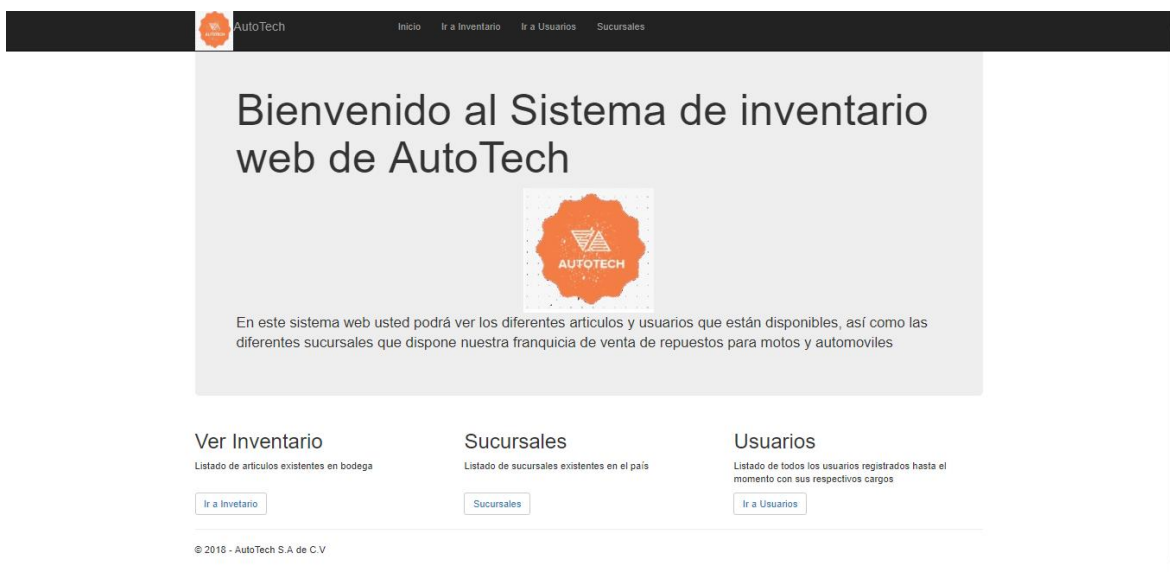 AutoTech
Inicio
Ir a Inventario
Ir a Usuarios
Sucursales
Bienvenido al Sistema de inventario
web de AutoTech
AUTOTECH
En este sistema web usted podrá ver los diferentes articulos y usuarios que están disponibles, así como las
diferentes sucursales que dispone nuestra franquicia de venta de repuestos para motos y automoviles
Ver Inventario
Listado de articulos existentes en bodega
Ir a Invetario
Sucursales
Listado de sucursales existentes en el país
Sucursales
Usuarios
Listado de todos los usuarios registrados hasta el
momento con sus respectivos cargos
Ir a Usuarios
© 2018 - AutoTech S.A de C.V